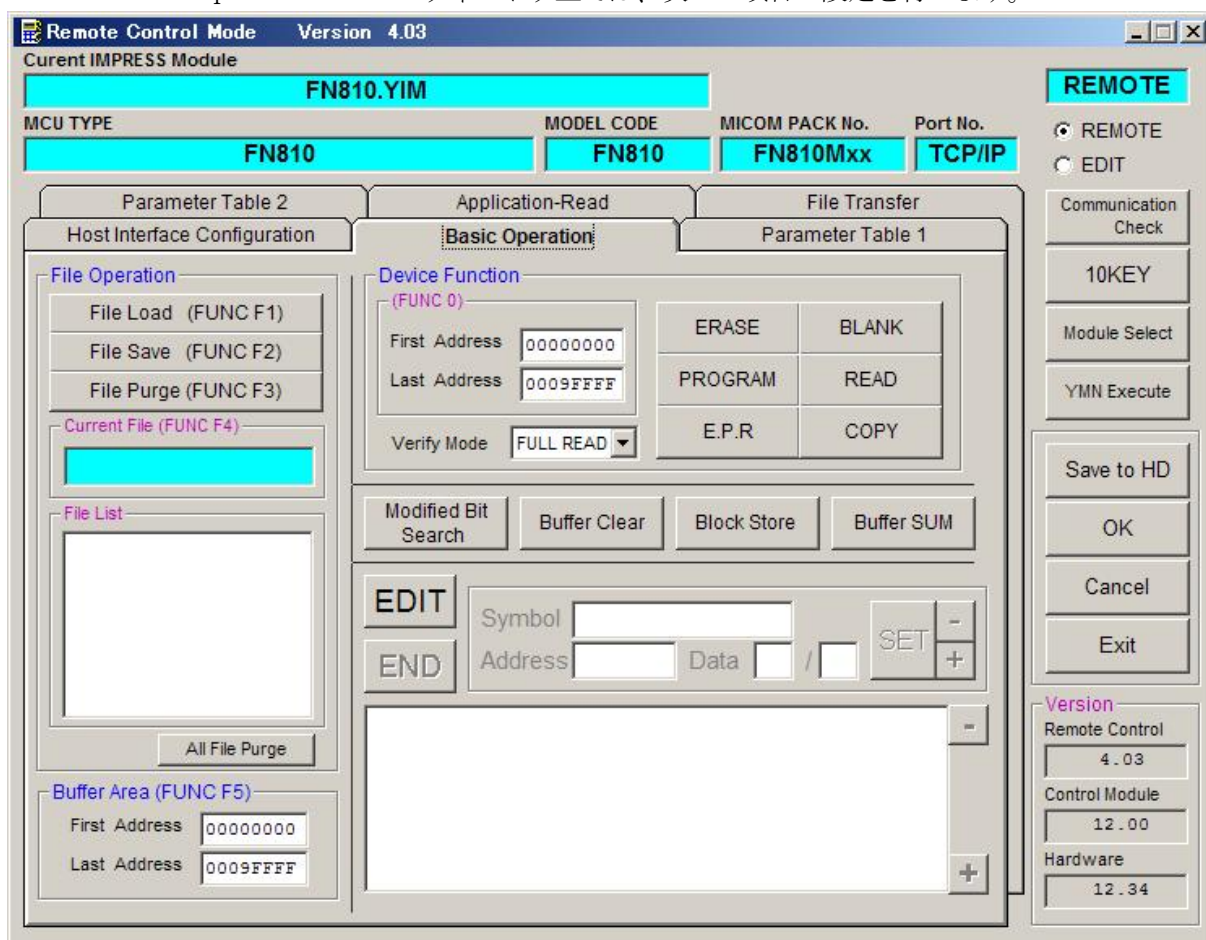 Remote Control Mode Version 4.03
Curent IMPRESS Module
FN810.YIM
REMOTE
MCU TYPE
MODEL CODE
MICOM PACK No.
Port No.
FN810
FN810
FN810Mxx
TCP/IP
REMOTE
EDIT
Parameter Table 2
Application-Read
File Transfer
Host Interface Configuration
Basic Operation
Parameter Table 1
File Operation
File Load (FUNC F1)
File Save (FUNC F2)
File Purge (FUNC F3)
Current File (FUNC F4)
File List
All File Purge
Buffer Area (FUNC F5)
First Address 00000000
Last Address 0009FFFF
Device Function
(FUNC 0)
First Address 00000000
Last Address 0009FFFF
Verify Mode FULL READ
ERASE BLANK
PROGRAM READ
E.P.R COPY
Modified Bit
Search
Buffer Clear
Block Store
Buffer SUM
EDIT
END
Symbol
Address Data /
SET
-
+
-
+
Communication
Check
10KEY
Module Select
YMN Execute
Save to HD
OK
Cancel
Exit
Version
Remote Control
4.03
Control Module
12.00
Hardware
12.34